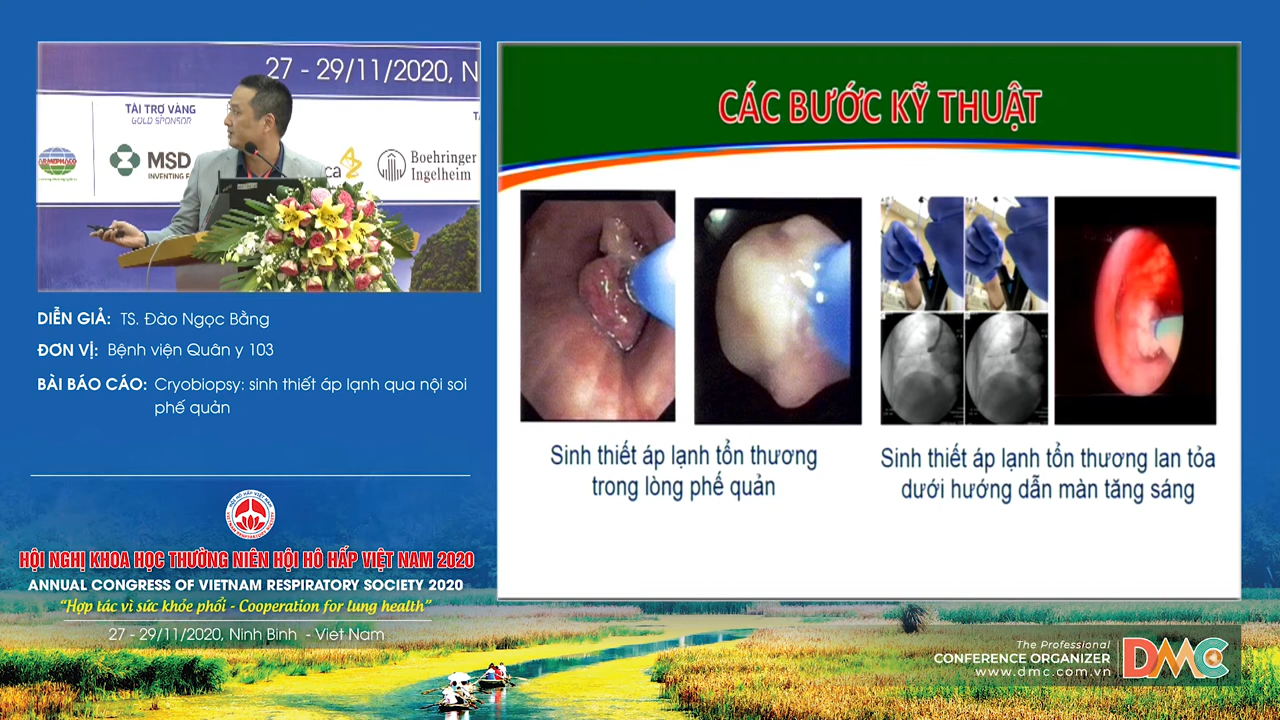 27 - 29/11/2020, N
TÀI TRỢ VÀNG
GOLD SPONSOR
MSD
INVENTING F
ca
Boehringer
Ingelheim
DIỄN GIẢ: TS. Đào Ngọc Bằng
ĐƠN VỊ: Bệnh viện Quân y 103
BÀI BÁO CÁO: Cryobiopsy: sinh thiết áp lạnh qua nội soi
phế quản
HỘI NGHỊ KHOA HỌC THƯỜNG NIÊN HỘI HÔ HẤP VIỆT NAM 2020
ANNUAL CONGRESS OF VIETNAM RESPIRATORY SOCIETY 2020
“Hợp tác vì sức khỏe phổi - Cooperation for lung health”
27 - 29/11/2020, Ninh Bình - Viet Nam
CÁC BƯỚC KỸ THUẬT
Sinh thiết áp lạnh tổn thương
trong lòng phế quản
Sinh thiết áp lạnh tổn thương lan tỏa
dưới hướng dẫn màn tăng sáng
The Professional
CONFERENCE ORGANIZER
www.dmc.com.vn
DMC